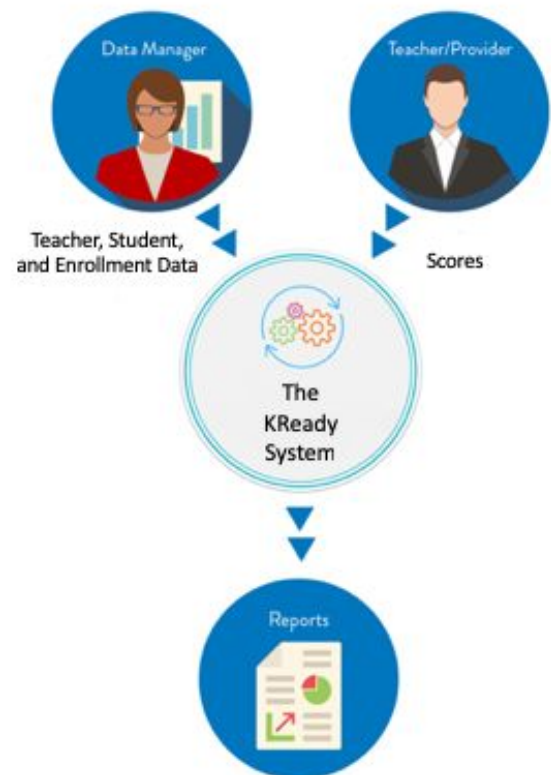 Data Manager
Teacher/Provider
Teacher, Student,
and Enrollment Data
Scores
The
KReady
System
Reports